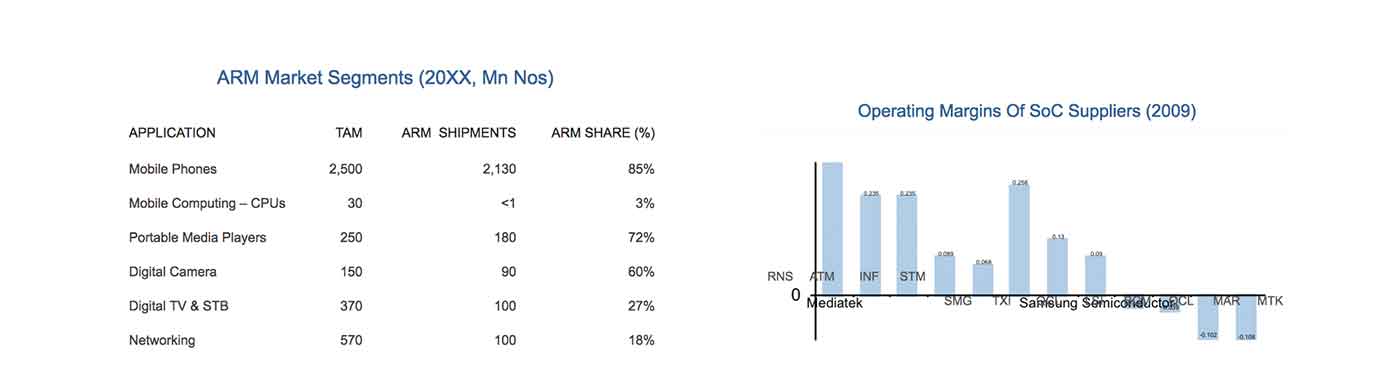 ARM Market Segments (20XX, Mn Nos)
APPLICATION TAM ARM SHIPMENTS ARM SHARE (%)
Mobile Phones 2,500 2,130 85%
Mobile Computing – CPUs 30 <1 3%
Portable Media Players 250 180 72%
Digital Camera 150 90 60%
Digital TV & STB 370 100 27%
Networking 570 100 18%
Operating Margins Of SoC Suppliers (2009)
0.235 0.235 0.258
0.13
0.089 0.068 0.09
RNS ATM INF STM
0
SMG TXI MAR MTK
Mediatek Samsung Semiconductor
-0.102 -0.106